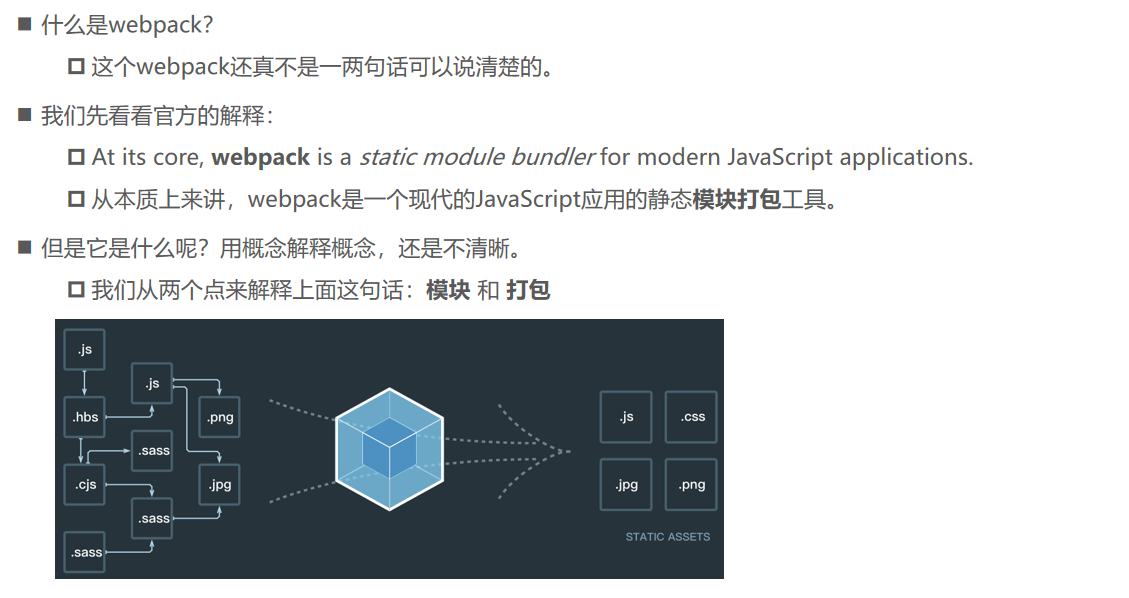 什么是webpack？
这个webpack还真不是一两句话可以说清楚的。
我们先看看官方的解释：
At its core, webpack is a static module bundler for modern JavaScript applications.
从本质上来讲，webpack是一个现代的JavaScript应用的静态模块打包工具。
但是它是什么呢？用概念解释概念，还是不清晰。
我们从两个点来解释上面这句话：模块 和 打包
.js
.js
.hbs
.png
.sass
.cjs
.jpg
.sass
.sass
.js
.css
.jpg
.png
STATIC ASSETS